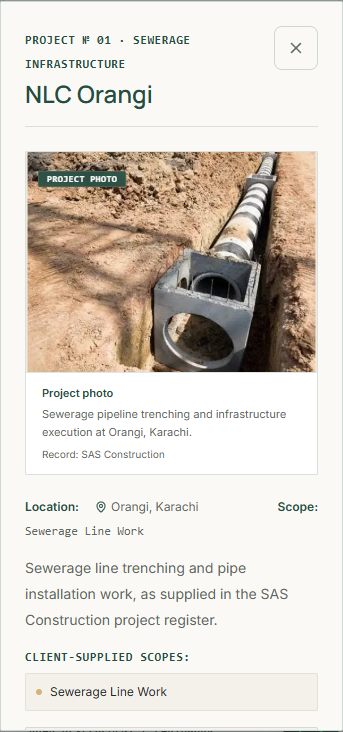 PROJECT № 01 · SEWERAGE
INFRASTRUCTURE
NLC Orangi
PROJECT PHOTO
Project photo
Sewerage pipeline trenching and infrastructure
execution at Orangi, Karachi.
Record: SAS Construction
Location: Orangi, Karachi Scope:
Sewerage Line Work
Sewerage line trenching and pipe
installation work, as supplied in the SAS
Construction project register.
CLIENT-SUPPLIED SCOPES:
Sewerage Line Work